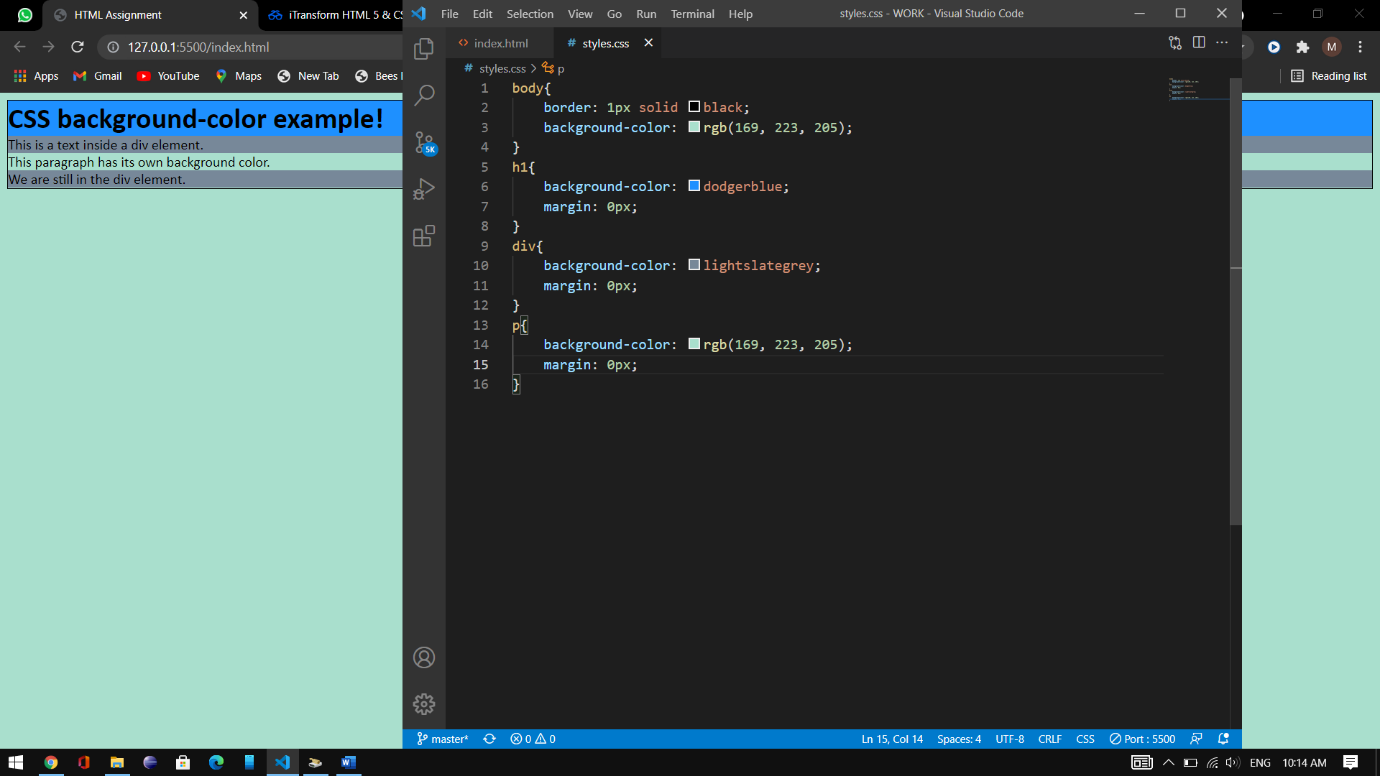 HTML Assignment
iTransform HTML 5 & CS
File Edit Selection View Go Run Terminal Help
styles.css - WORK - Visual Studio Code
127.0.0.1:5500/index.html
index.html
styles.css
M
Apps Gmail YouTube Maps New Tab Bees
Reading list
styles.css > p
CSS background-color example!
This is a text inside a div element.
This paragraph has its own background color.
We are still in the div element.
5K
1 body{
2 border: 1px solid black;
3 background-color: rgb(169, 223, 205);
4 }
5 h1{
6 background-color: dodgerblue;
7 margin: 0px;
8 }
9 div{
10 background-color: lightslategrey;
11 margin: 0px;
12 }
13 p{
14 background-color: rgb(169, 223, 205);
15 margin: 0px;
16 }
master* 0 0 Ln 15, Col 14 Spaces: 4 UTF-8 CRLF CSS Port : 5500
ENG 10:14 AM